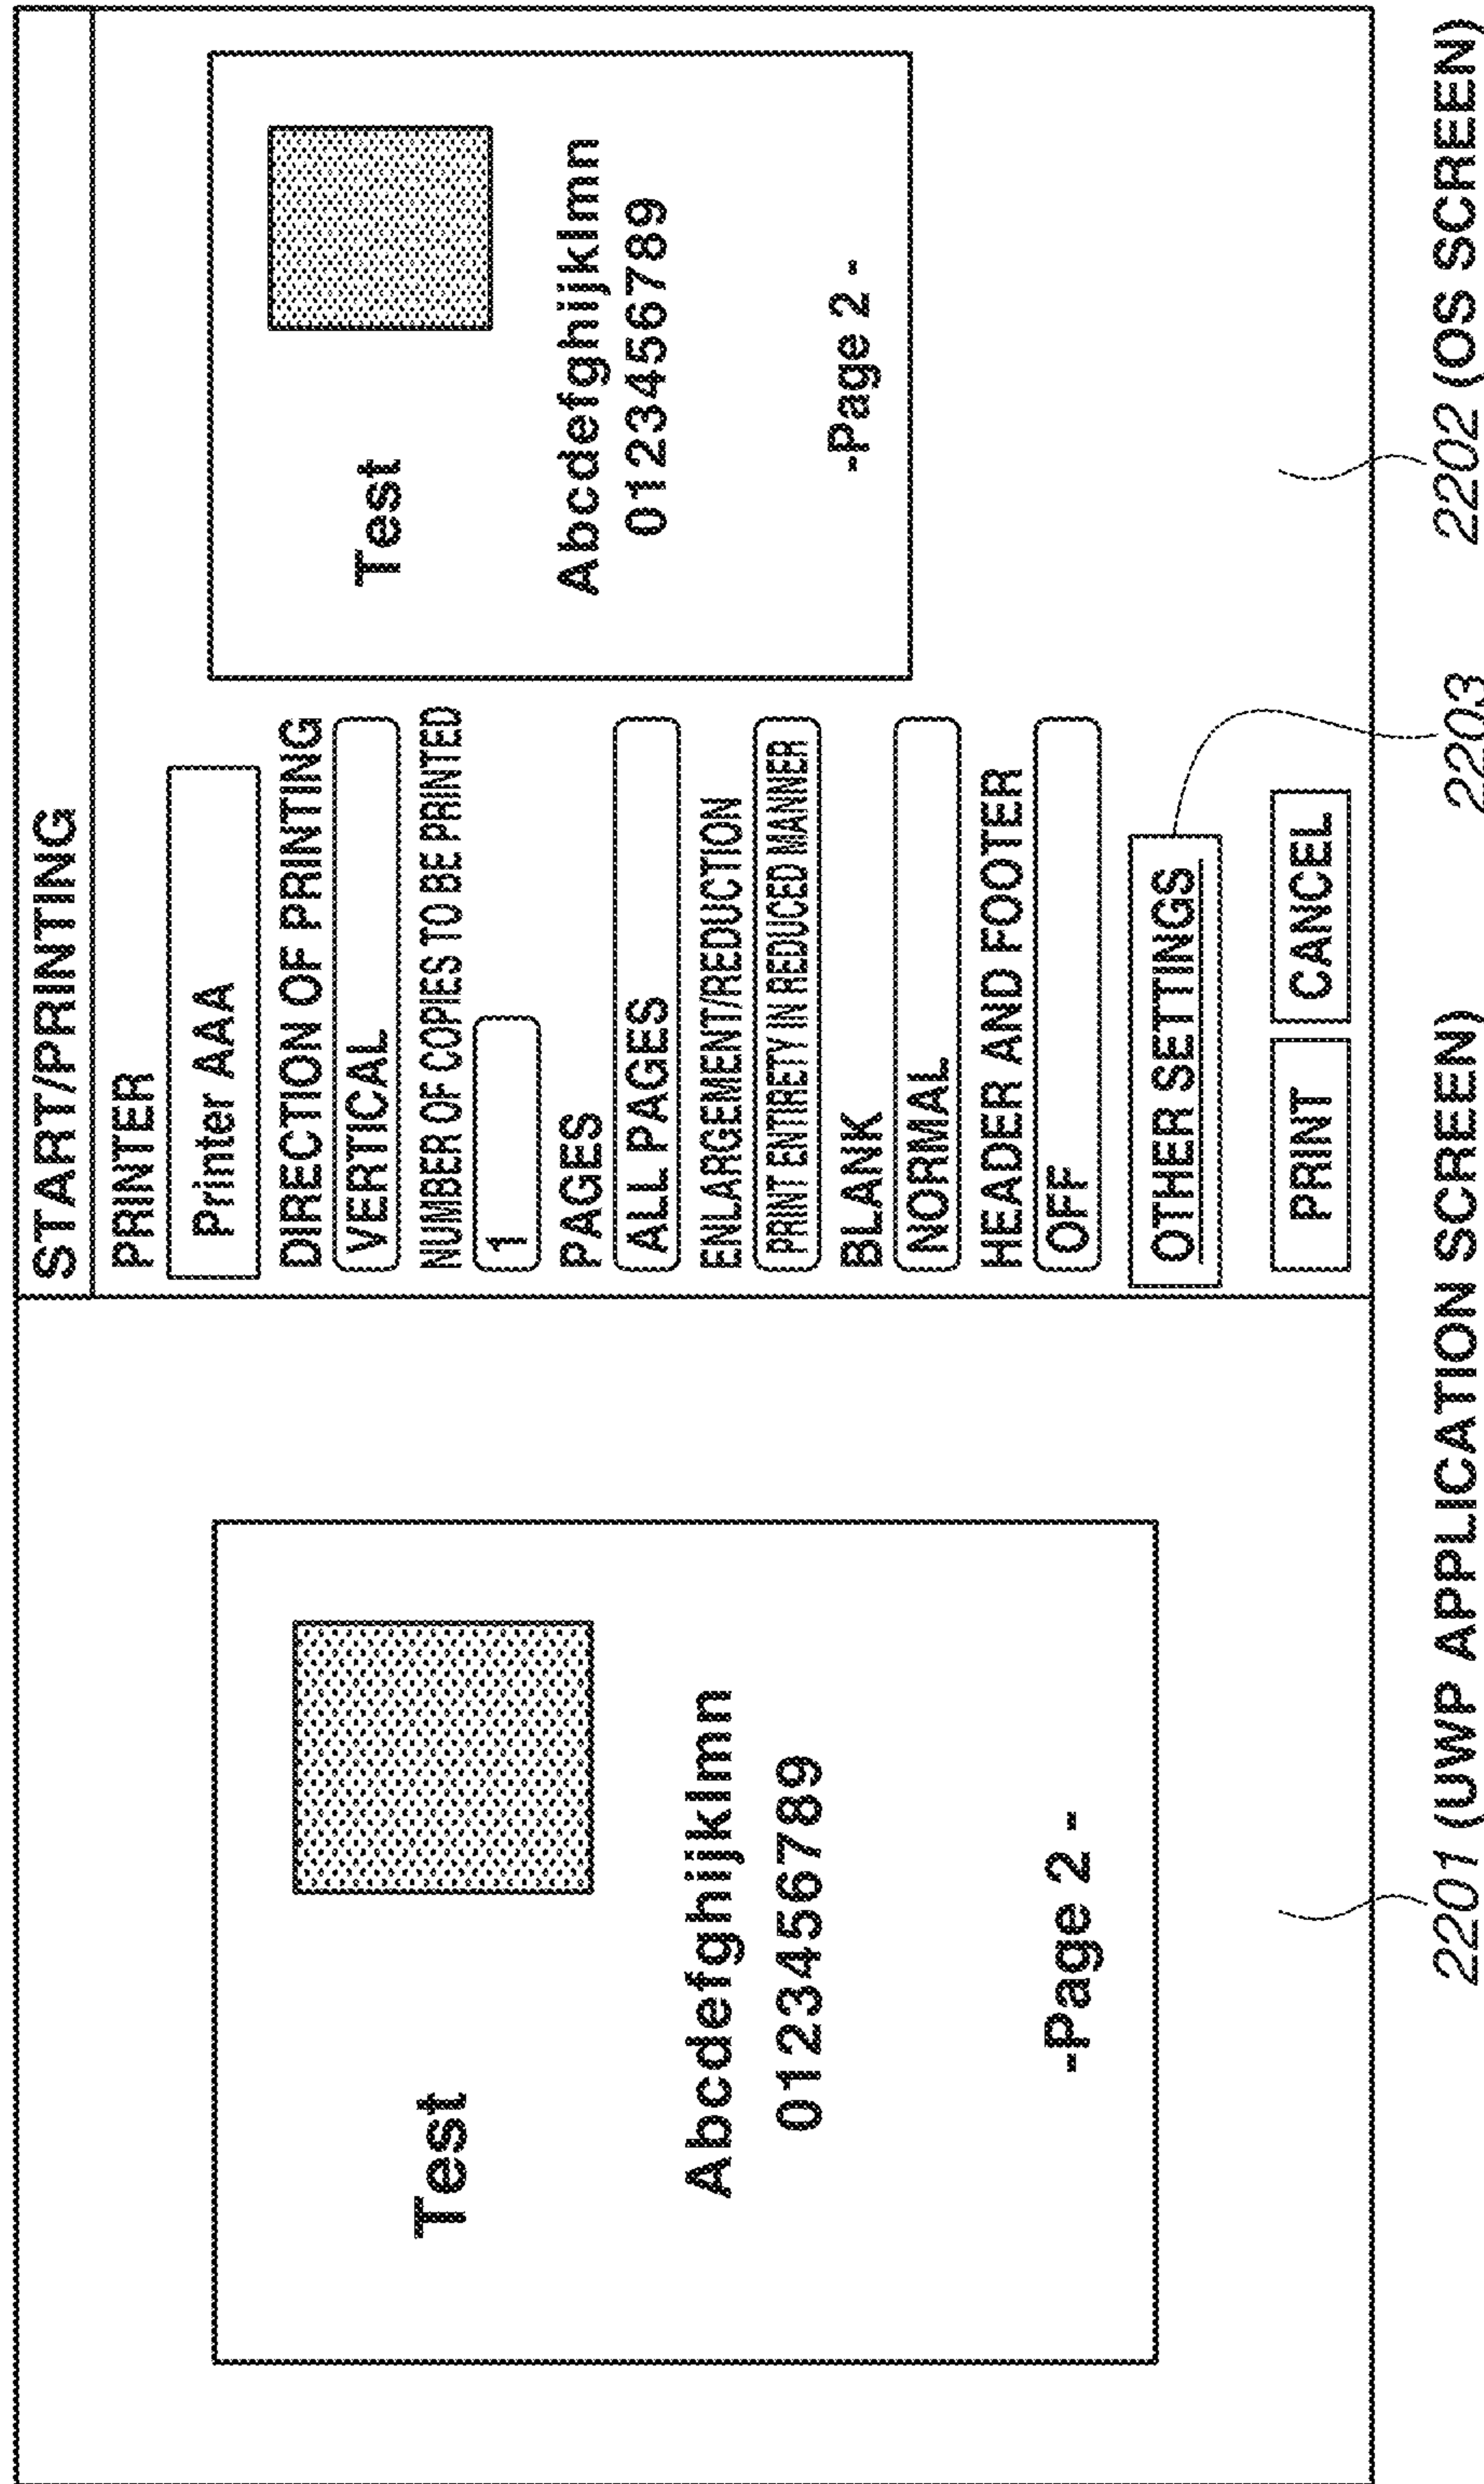 Test
Abcdefghijklmn
0123456789
-Page 2 -
START/PRINTING
PRINTER
Printer AAA
DIRECTION OF PRINTING
VERTICAL
NUMBER OF COPIES TO BE PRINTED
1
PAGES
ALL PAGES
ENLARGEMENT/REDUCTION
PRINT ENTIRETY IN REDUCED MANNER
BLANK
NORMAL
HEADER AND FOOTER
OFF
OTHER SETTINGS
PRINT CANCEL
Test
Abcdefghijklmn
0123456789
-Page 2 -
2201 (UWP APPLICATION SCREEN)
2203
2202 (OS SCREEN)